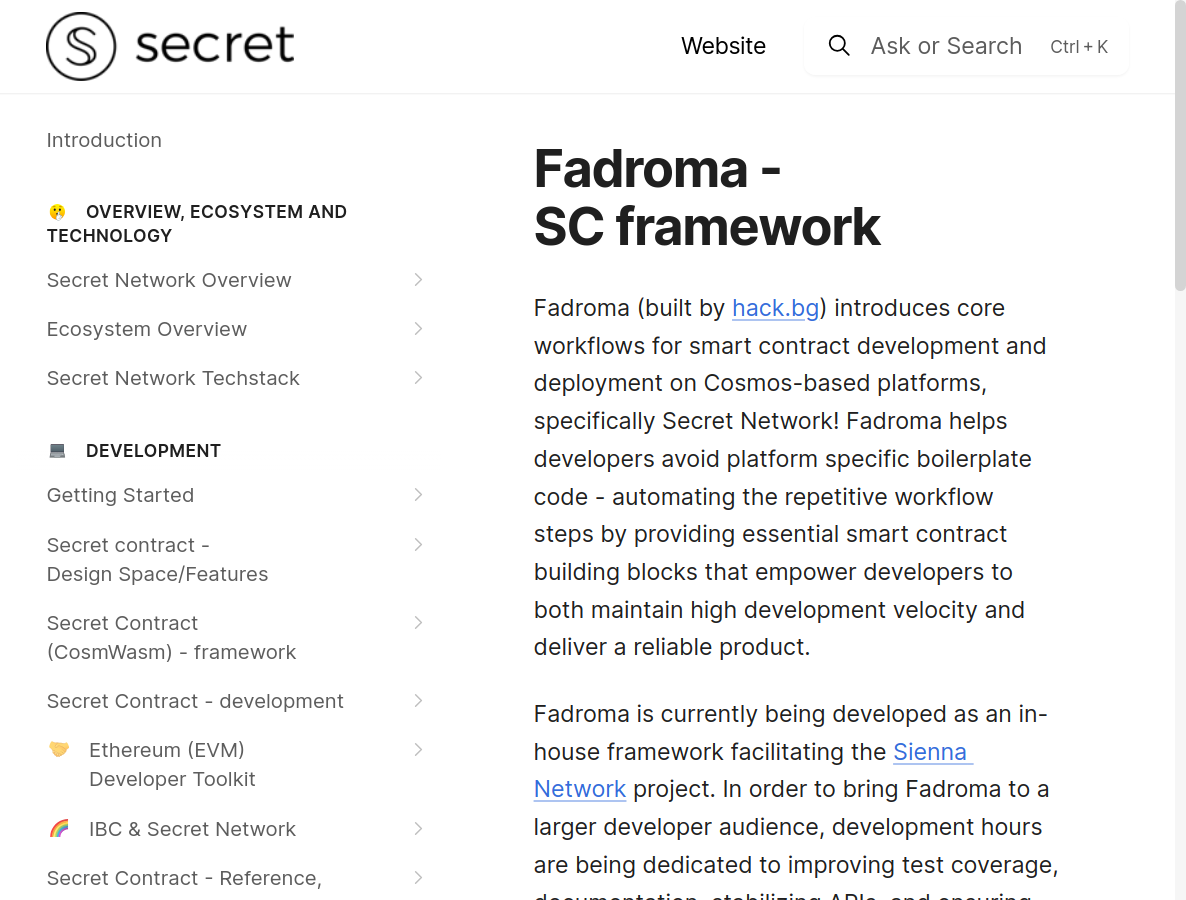 secret
Website
Ask or Search
Ctrl + K
Introduction
OVERVIEW, ECOSYSTEM AND
TECHNOLOGY
Secret Network Overview
Ecosystem Overview
Secret Network Techstack
DEVELOPMENT
Getting Started
Secret contract -
Design Space/Features
Secret Contract
(CosmWasm) - framework
Secret Contract - development
Ethereum (EVM)
Developer Toolkit
IBC & Secret Network
Secret Contract - Reference,
Fadroma -
SC framework
Fadroma (built by hack.bg) introduces core
workflows for smart contract development and
deployment on Cosmos-based platforms,
specifically Secret Network! Fadroma helps
developers avoid platform specific boilerplate
code - automating the repetitive workflow
steps by providing essential smart contract
building blocks that empower developers to
both maintain high development velocity and
deliver a reliable product.
Fadroma is currently being developed as an in-
house framework facilitating the Sienna
Network project. In order to bring Fadroma to a
larger developer audience, development hours
are being dedicated to improving test coverage,
documentation, stabilizing APIs, and ensuring